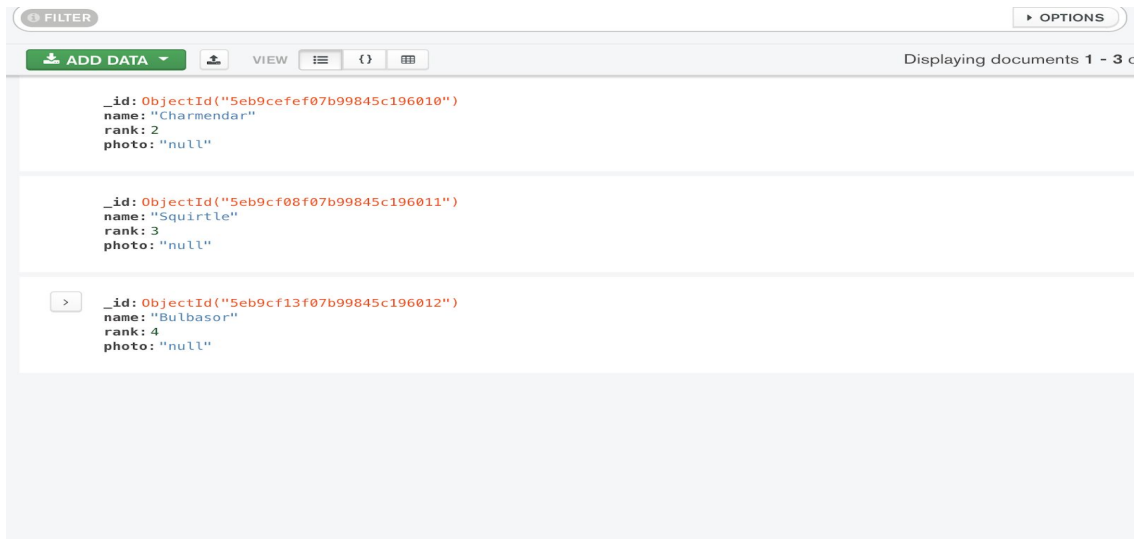 FILTER
OPTIONS
ADD DATA VIEW {} Displaying documents 1 - 3
_id: ObjectId("5eb9cefef07b99845c196010")
name: "Charmendar"
rank: 2
photo: "null"
_id: ObjectId("5eb9cf08f07b99845c196011")
name: "Squirtle"
rank: 3
photo: "null"
_id: ObjectId("5eb9cf13f07b99845c196012")
name: "Bulbasor"
rank: 4
photo: "null"